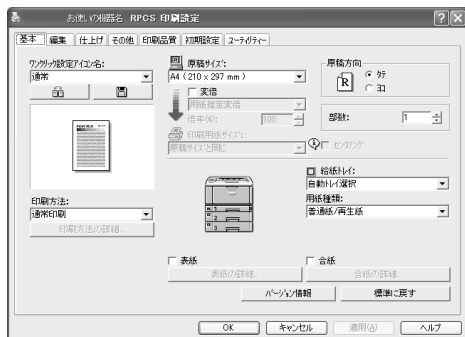 お使いの機器名 RPCS 印刷設定
基本 編集 仕上げ その他 印刷品質 初期設定 ユーティリティー
ワンクリック設定アイコン名:
通常
印刷方法:
通常印刷
印刷方法の詳細...
原稿サイズ:
A4 (210 x 297 mm)
変倍
用紙指定変倍
倍率(%): 100
印刷用紙サイズ:
原稿サイズと同じ
原稿方向
R
タテ
ヨコ
部数: 1
センタリング
給紙トレイ:
自動トレイ選択
用紙種類:
普通紙/再生紙
表紙
表紙の詳細...
合紙
合紙の詳細...
バージョン情報 標準に戻す
OK キャンセル 適用(A) ヘルプ